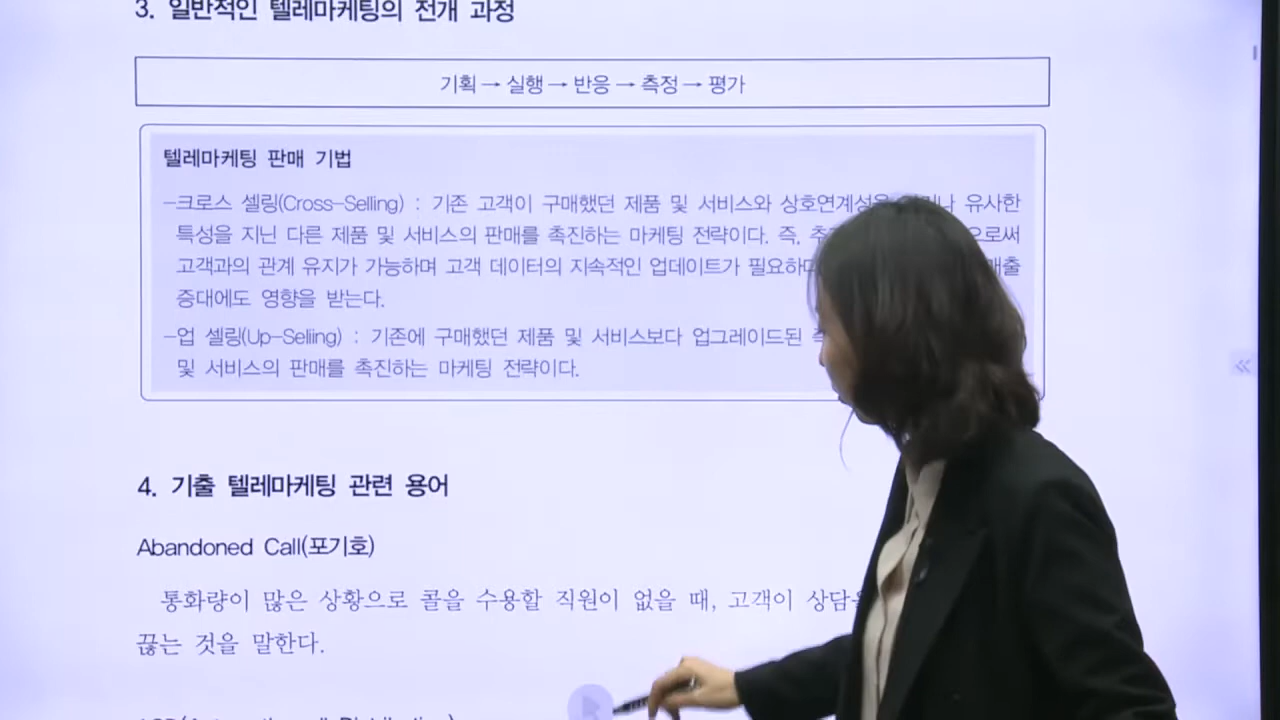 3. 일반적인 텔레마케팅의 전개 과정
기획 → 실행 → 반응 → 측정 → 평가
텔레마케팅 판매 기법
–크로스 셀링(Cross–Selling) : 기존 고객이 구매했던 제품 및 서비스와 상호연계성을 유사한
특성을 지닌 다른 제품 및 서비스의 판매를 촉진하는 마케팅 전략이다. 즉,
고객과의 관계 유지가 가능하며 고객 데이터의 지속적인 업데이트가 매출
증대에도 영향을 받는다.
–업 셀링(Up–Selling) : 기존에 구매했던 제품 및 서비스보다 업그레이드된
및 서비스의 판매를 촉진하는 마케팅 전략이다.
4. 기출 텔레마케팅 관련 용어
Abandoned Call(포기호)
통화량이 많은 상황으로 콜을 수용할 직원이 없을 때, 고객이
끊는 것을 말한다.
«